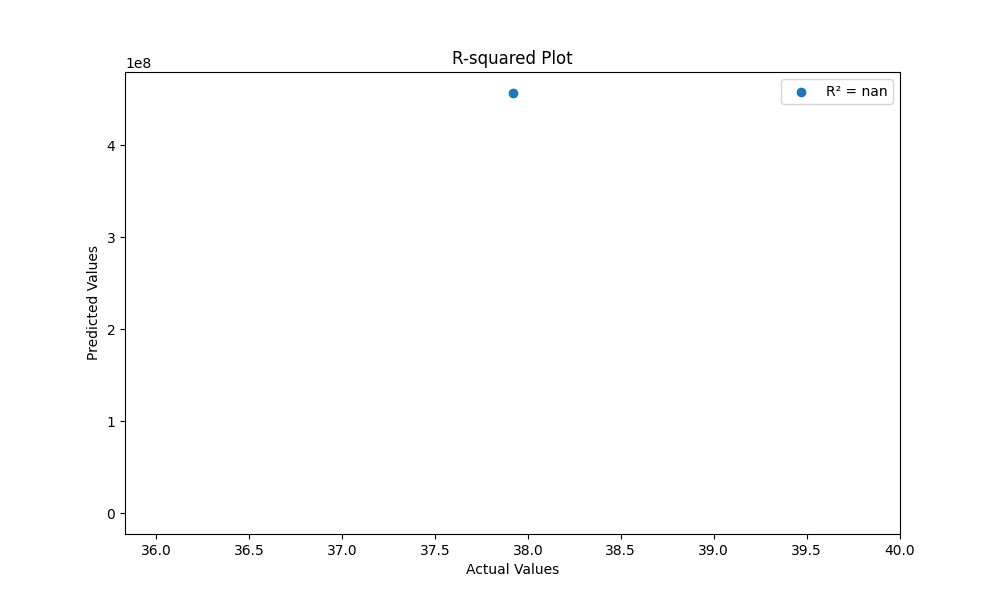 R-squared Plot
1e8
R² = nan
4
3
2
1
0
Predicted Values
36.0 36.5 37.0 37.5 38.0 38.5 39.0 39.5 40.0
Actual Values